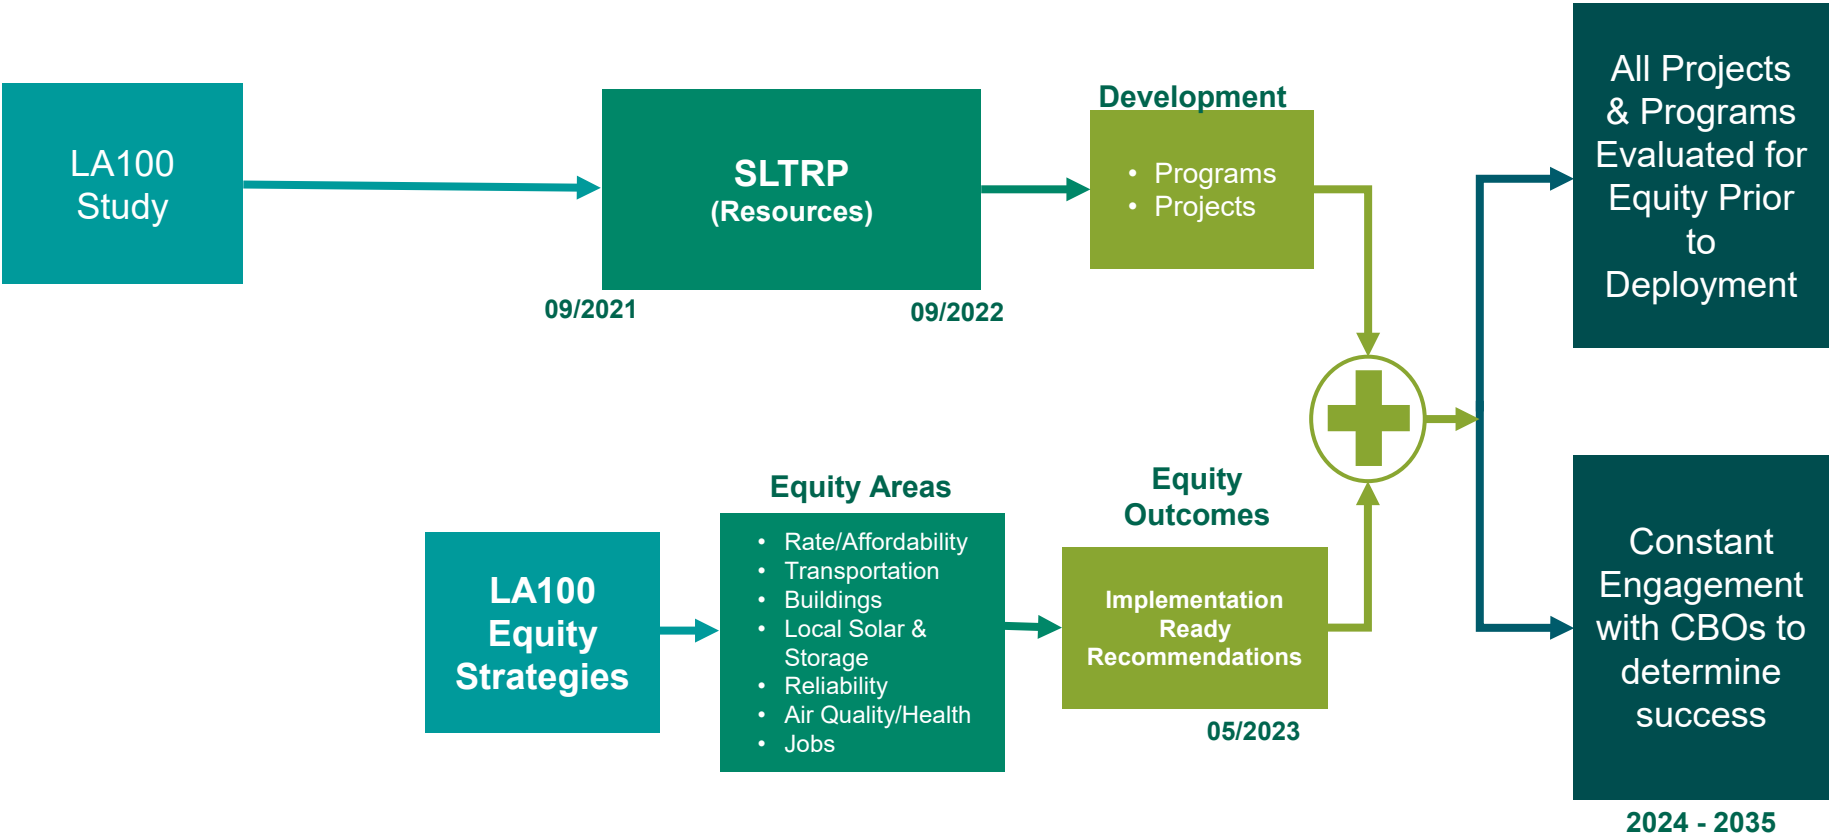 LA100
Study
SLTRP
(Resources)
09/2021
09/2022
Development
• Programs
• Projects
All Projects
& Programs
Evaluated for
Equity Prior
to
Deployment
LA100
Equity
Strategies
Equity Areas
• Rate/Affordability
• Transportation
• Buildings
• Local Solar &
Storage
• Reliability
• Air Quality/Health
• Jobs
Equity
Outcomes
Implementation
Ready
Recommendations
05/2023
Constant
Engagement
with CBOs to
determine
success
2024 - 2035